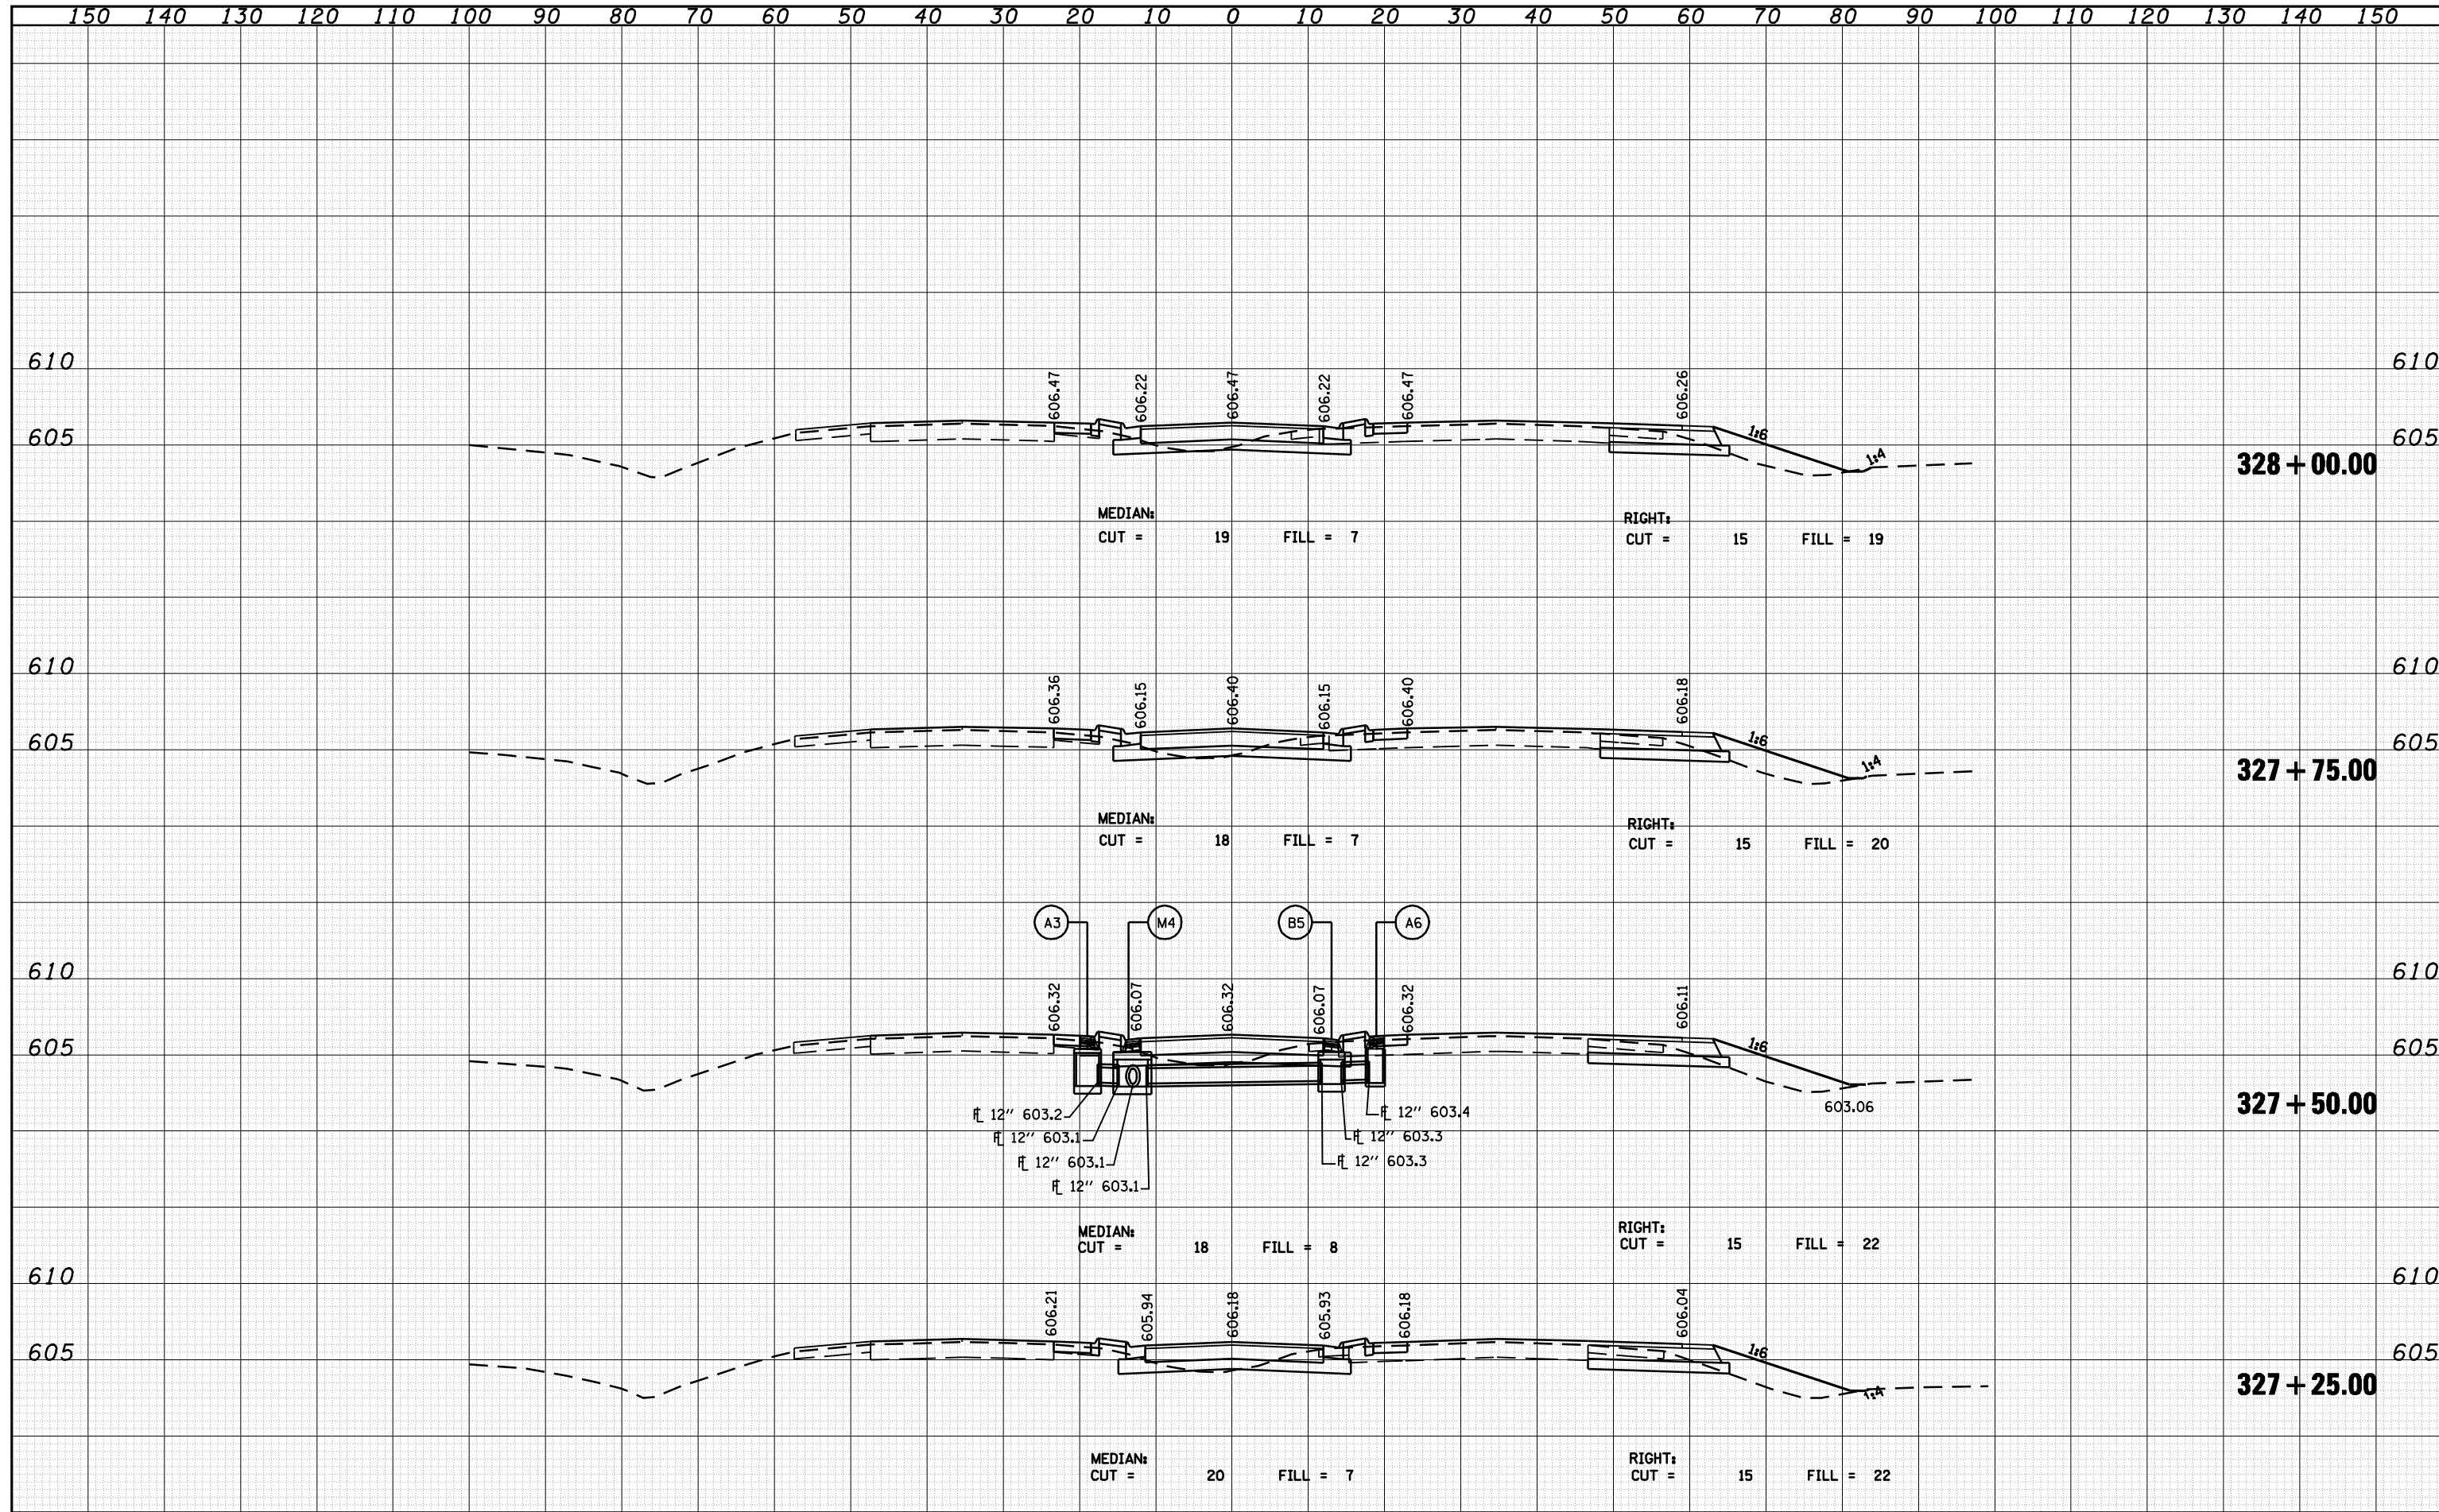 150 140 130 120 110 100 90 80 70 60 50 40 30 20 10 0 10 20 30 40 50 60 70 80 90 100 110 120 130 140 150
610 610
606.47 606.22 606.47 606.22 606.47 606.26
605 1:6 1:4 605
328+00.00
MEDIAN: RIGHT:
CUT = 19 FILL = 7 CUT = 15 FILL = 19
610 610
606.36 606.15 606.40 606.15 606.40 606.18
605 1:6 1:4 605
327+75.00
MEDIAN: RIGHT:
CUT = 18 FILL = 7 CUT = 15 FILL = 20
A3 M4 B5 A6
610 610
606.32 606.07 606.32 606.07 606.32 606.11
605 1:6 605
603.06
327+50.00
FL 12'' 603.2 FL 12'' 603.4
FL 12'' 603.1 FL 12'' 603.3
FL 12'' 603.1 FL 12'' 603.3
FL 12'' 603.1
MEDIAN: RIGHT:
CUT = 18 FILL = 8 CUT = 15 FILL = 22
610 610
606.21 605.94 606.18 605.93 606.18 606.04
605 1:6 605
1:4
327+25.00
MEDIAN: RIGHT:
CUT = 20 FILL = 7 CUT = 15 FILL = 22